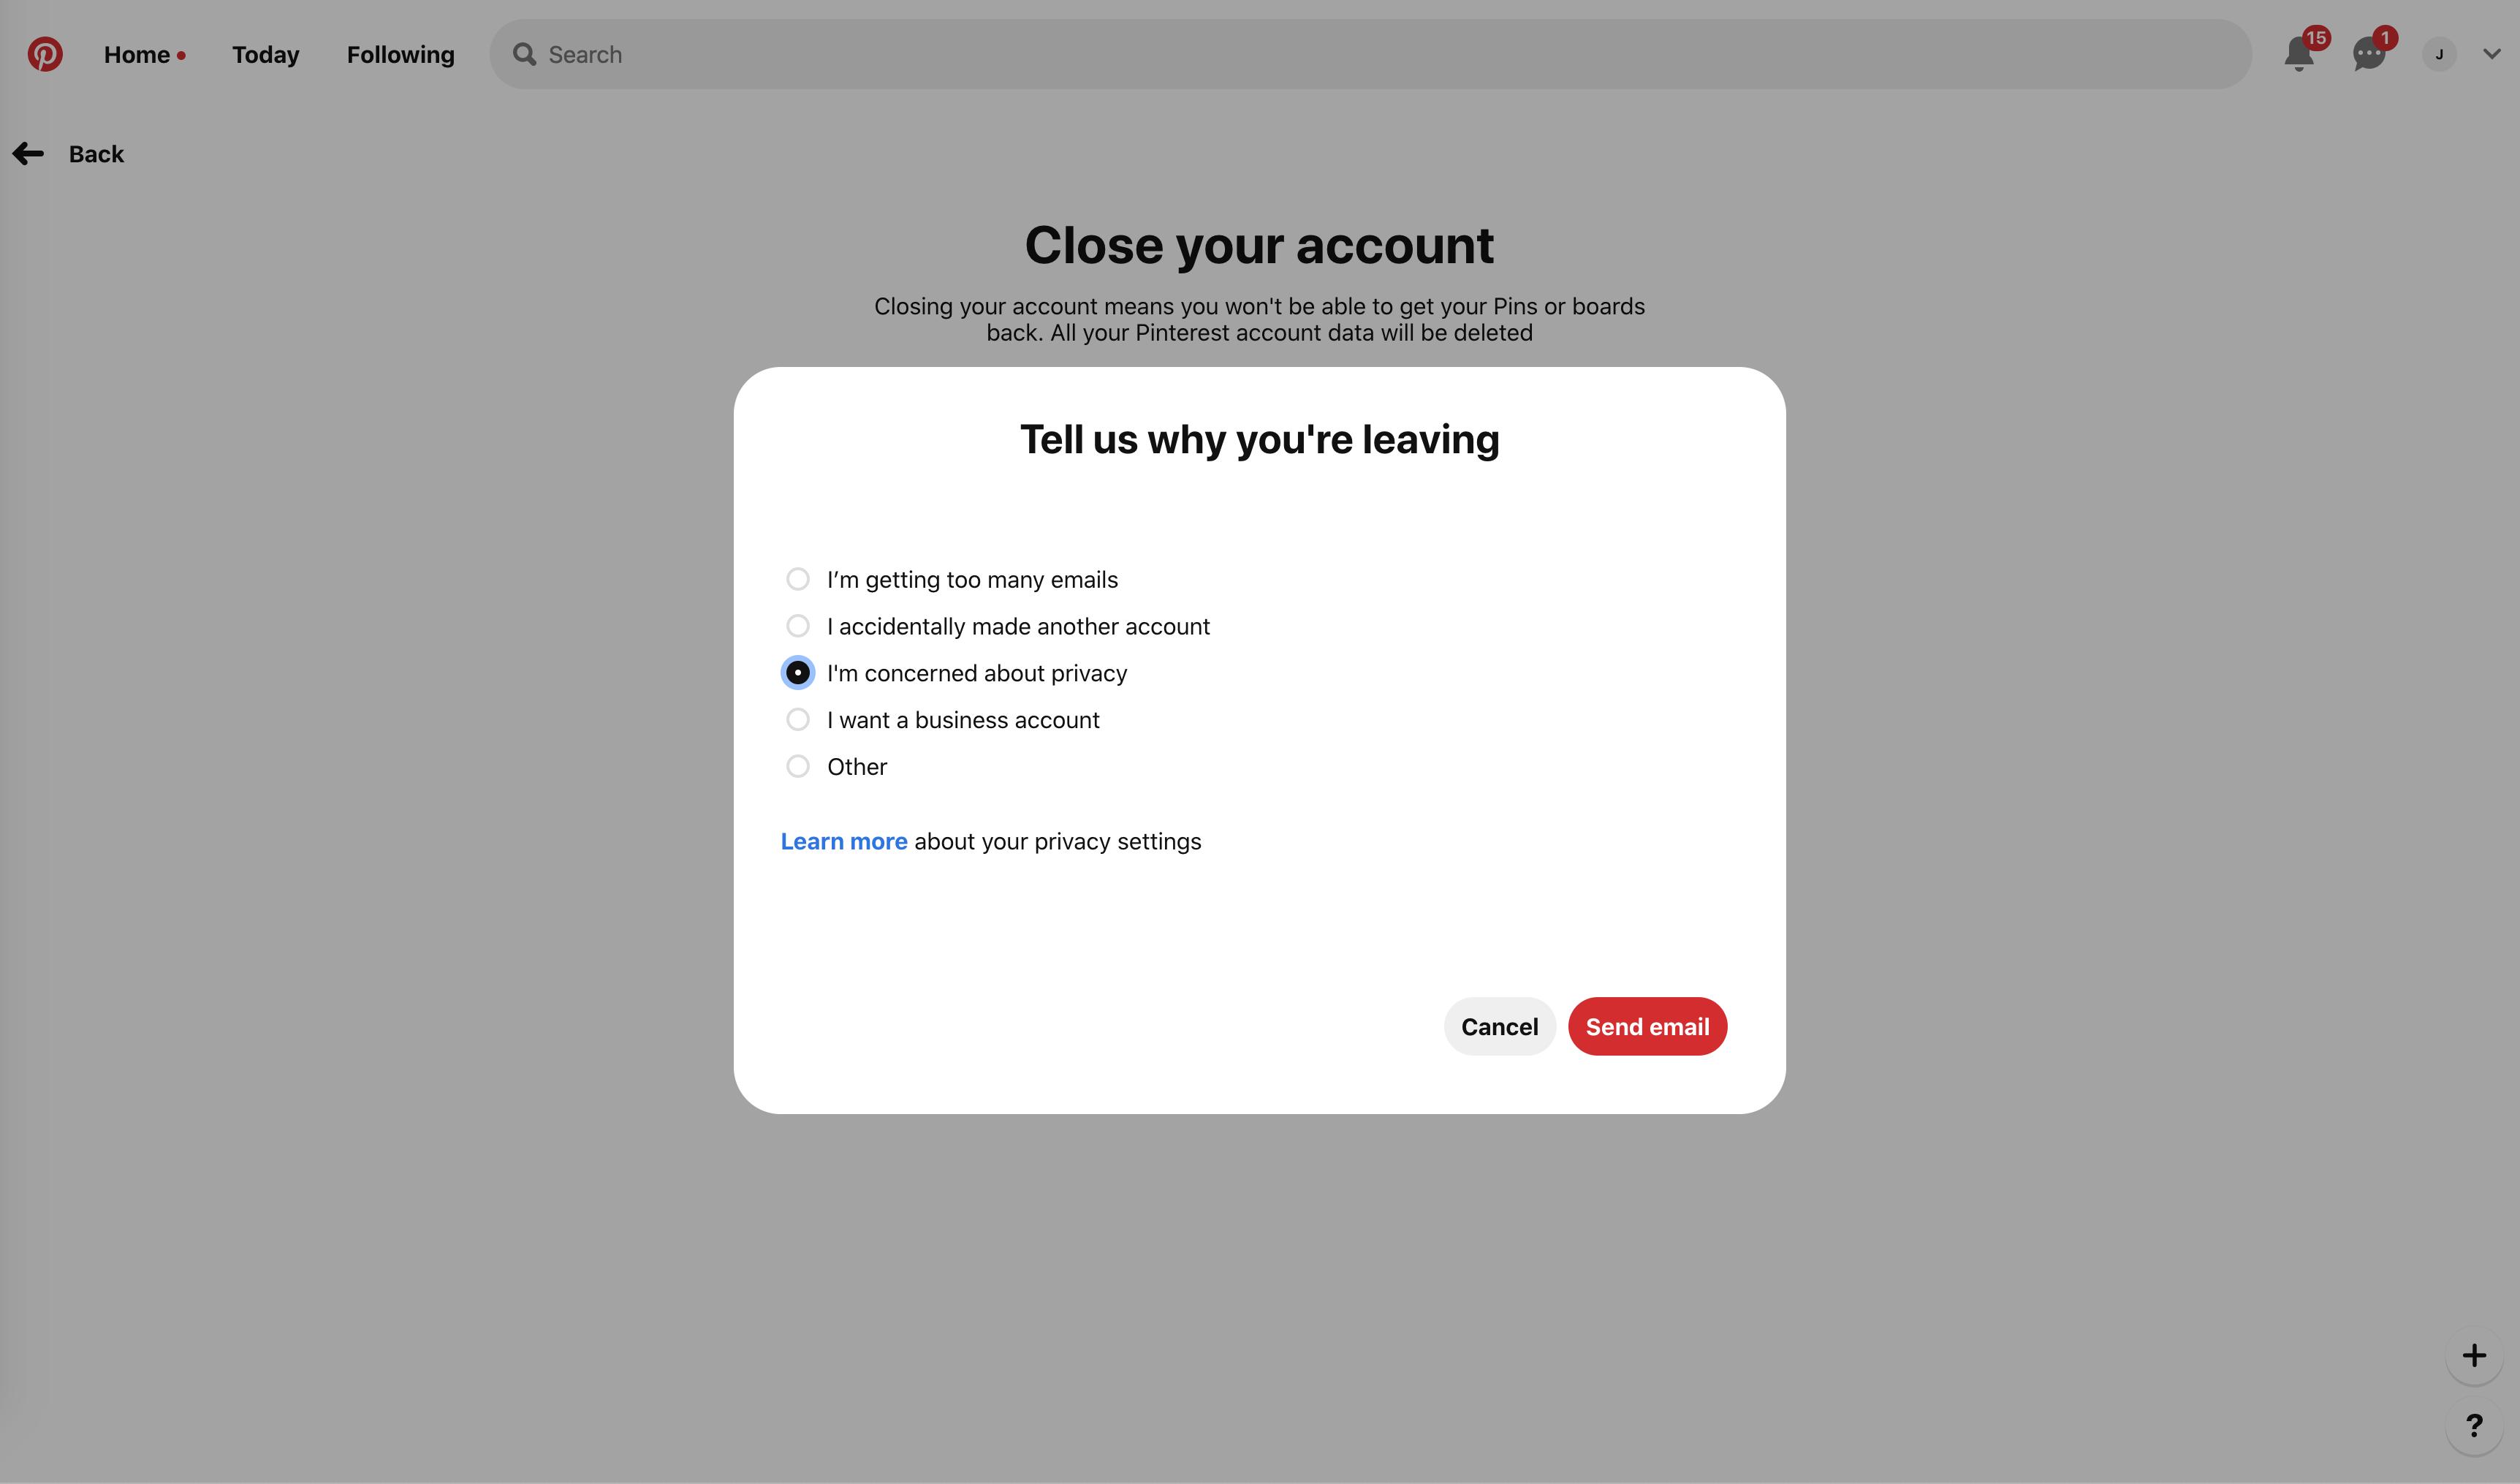 Home
Today
Following
Search
15
1
J
Back
Close your account
Closing your account means you won't be able to get your Pins or boards
back. All your Pinterest account data will be deleted
Tell us why you're leaving
I’m getting too many emails
I accidentally made another account
I'm concerned about privacy
I want a business account
Other
Learn more about your privacy settings
Cancel
Send email
+
?